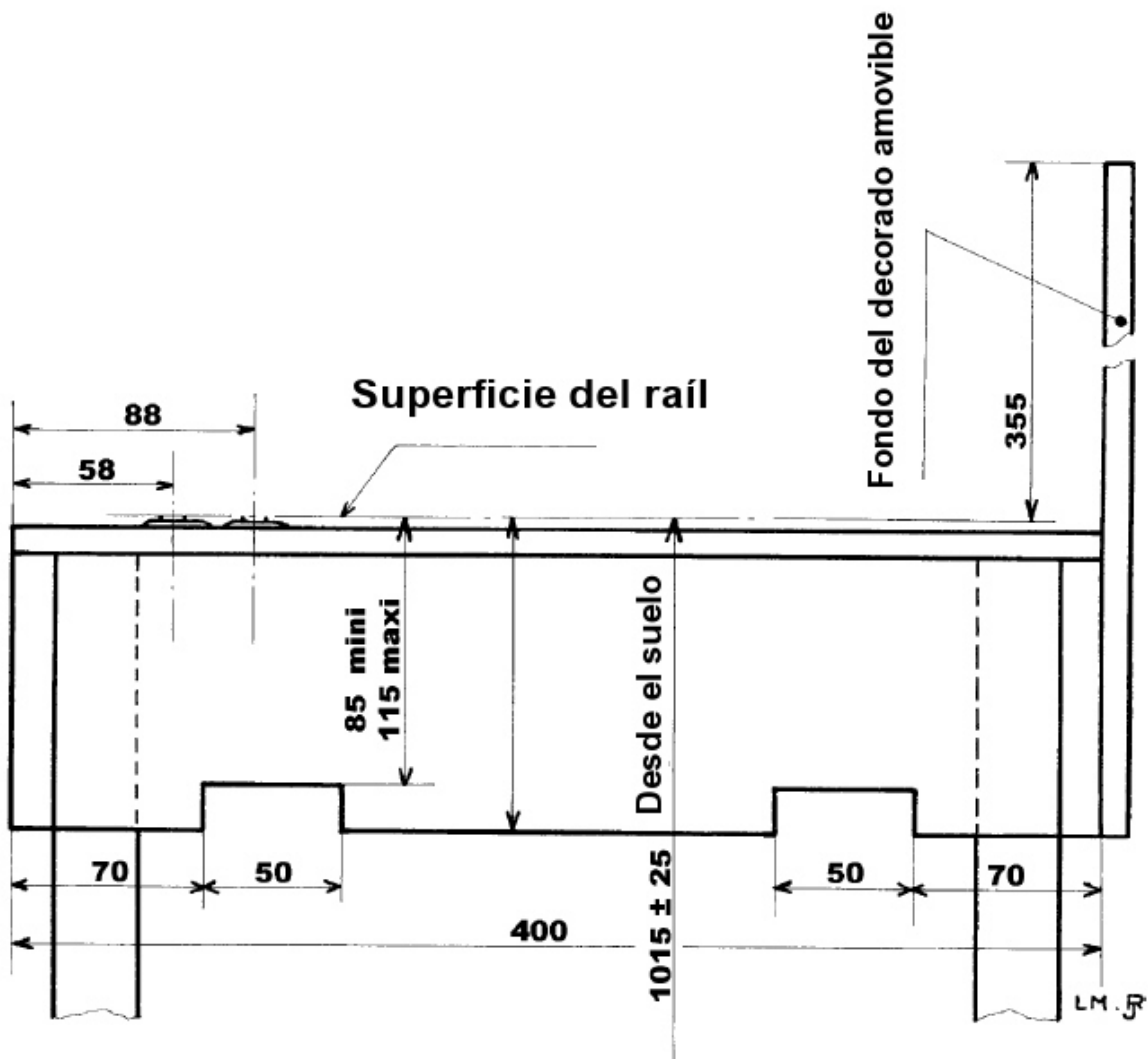 Fondo del decorado amovible
355
Superficie del raíl
88
58
85 mini
115 maxi
Desde el suelo
1015 ± 25
70
50
50
70
400
LM.